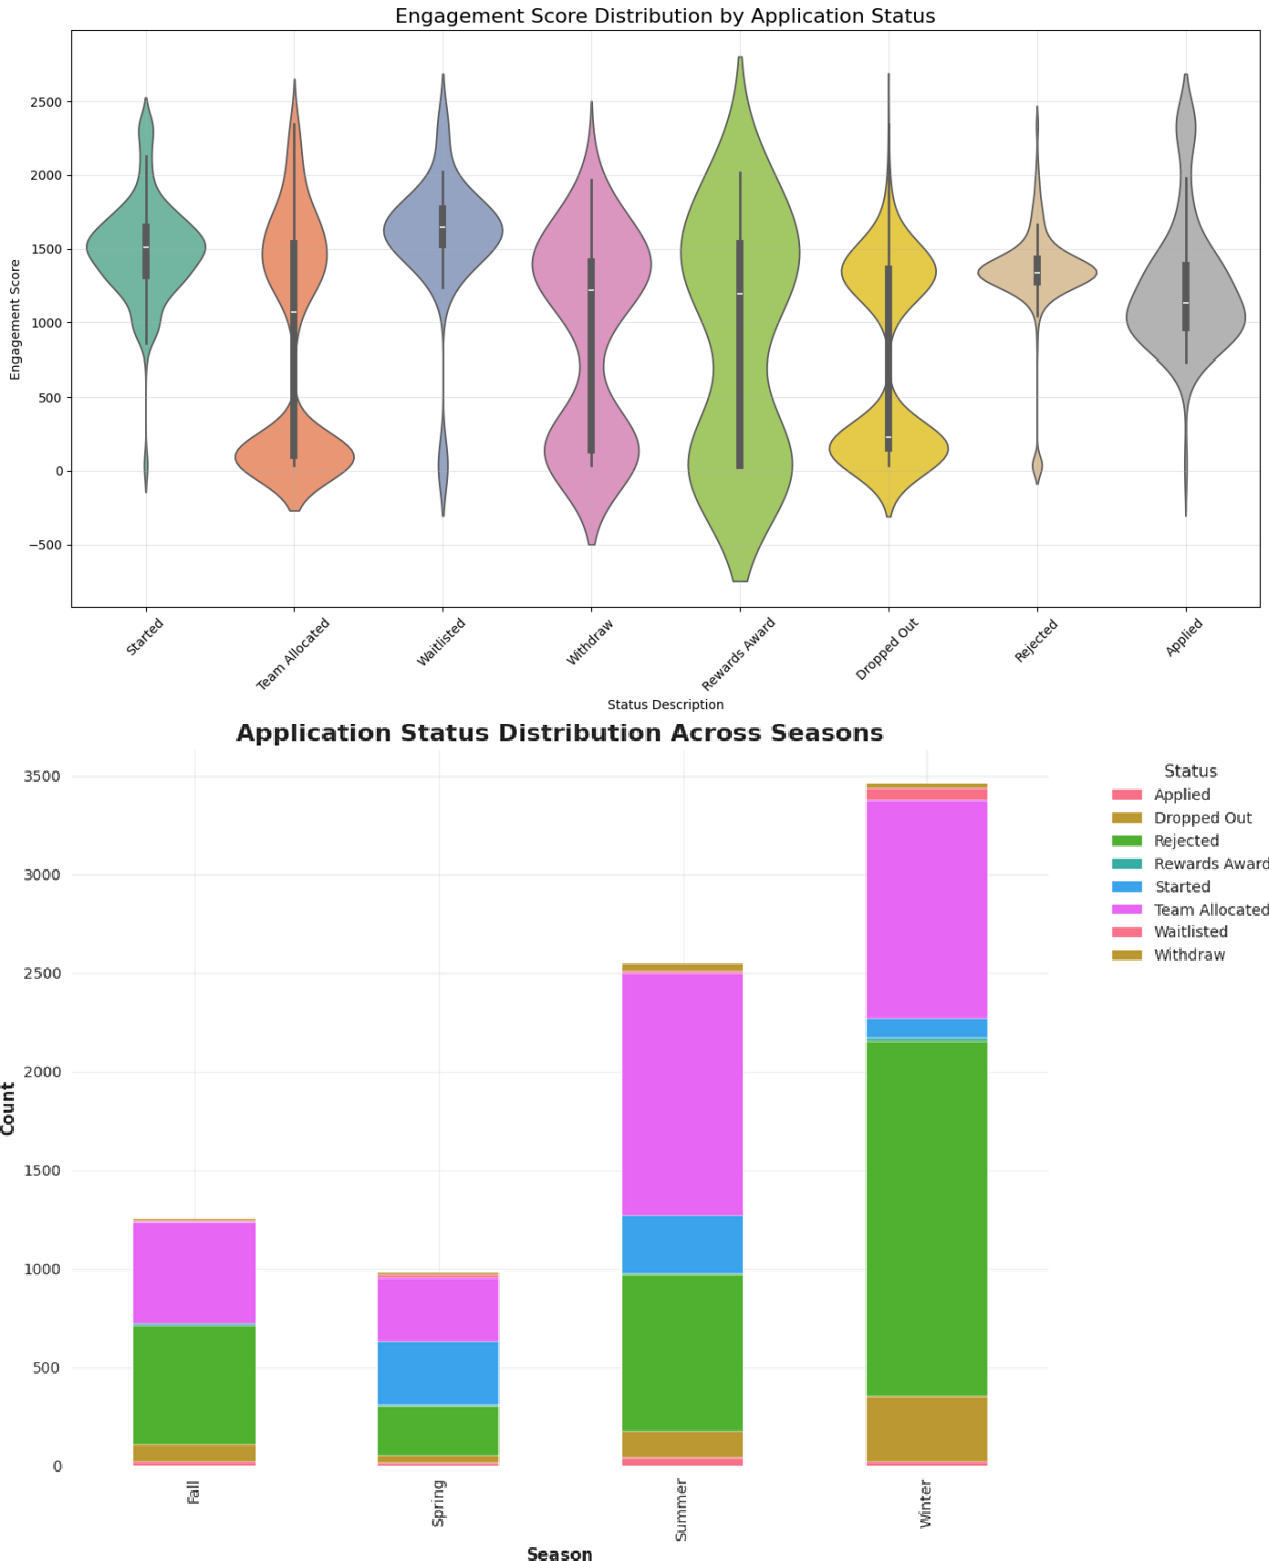 Engagement Score Distribution by Application Status
Engagement Score
2500
2000
1500
1000
500
0
−500
Started
Team Allocated
Waitlisted
Withdraw
Rewards Award
Dropped Out
Rejected
Applied
Status Description
Application Status Distribution Across Seasons
Count
3500
3000
2500
2000
1500
1000
500
0
Fall
Spring
Summer
Winter
Season
Status
Applied
Dropped Out
Rejected
Rewards Award
Started
Team Allocated
Waitlisted
Withdraw